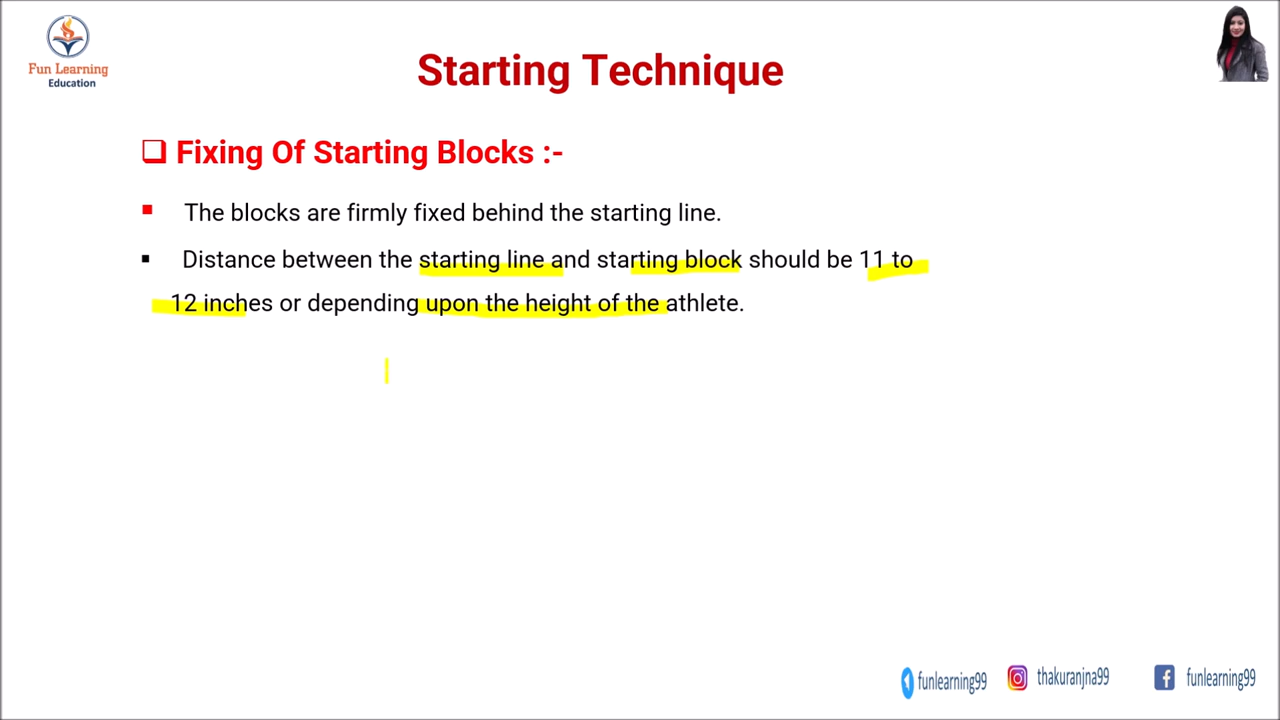 Fun Learning
Education
Starting Technique
Fixing Of Starting Blocks :-
The blocks are firmly fixed behind the starting line.
Distance between the starting line and starting block should be 11 to
12 inches or depending upon the height of the athlete.
funlearning99 thakuranjna99 funlearning99